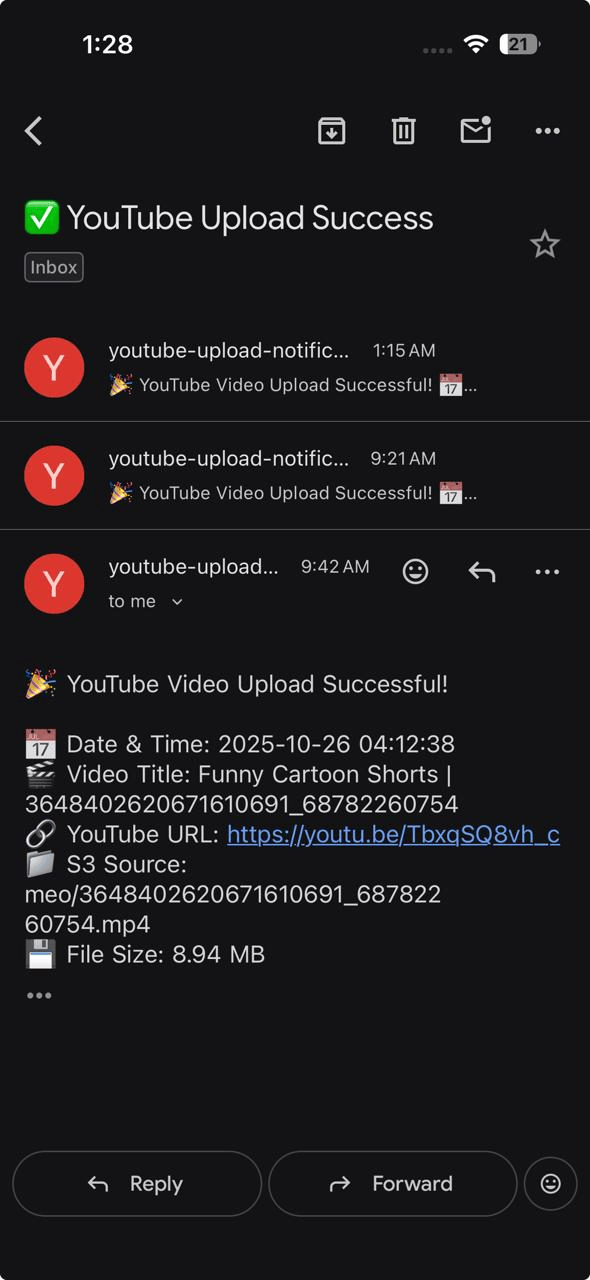 1:28
21
✅ YouTube Upload Success
Inbox
Y
youtube-upload-notific... 1:15 AM
🎉 YouTube Video Upload Successful! 📅...
Y
youtube-upload-notific... 9:21 AM
🎉 YouTube Video Upload Successful! 📅...
Y
youtube-upload... 9:42 AM
to me
🎉 YouTube Video Upload Successful!
📅 Date & Time: 2025-10-26 04:12:38
🎬 Video Title: Funny Cartoon Shorts |
3648402620671610691_68782260754
🔗 YouTube URL: https://youtu.be/TbxqSQ8vh_c
📁 S3 Source:
meo/3648402620671610691_687822
60754.mp4
💾 File Size: 8.94 MB
Reply
Forward